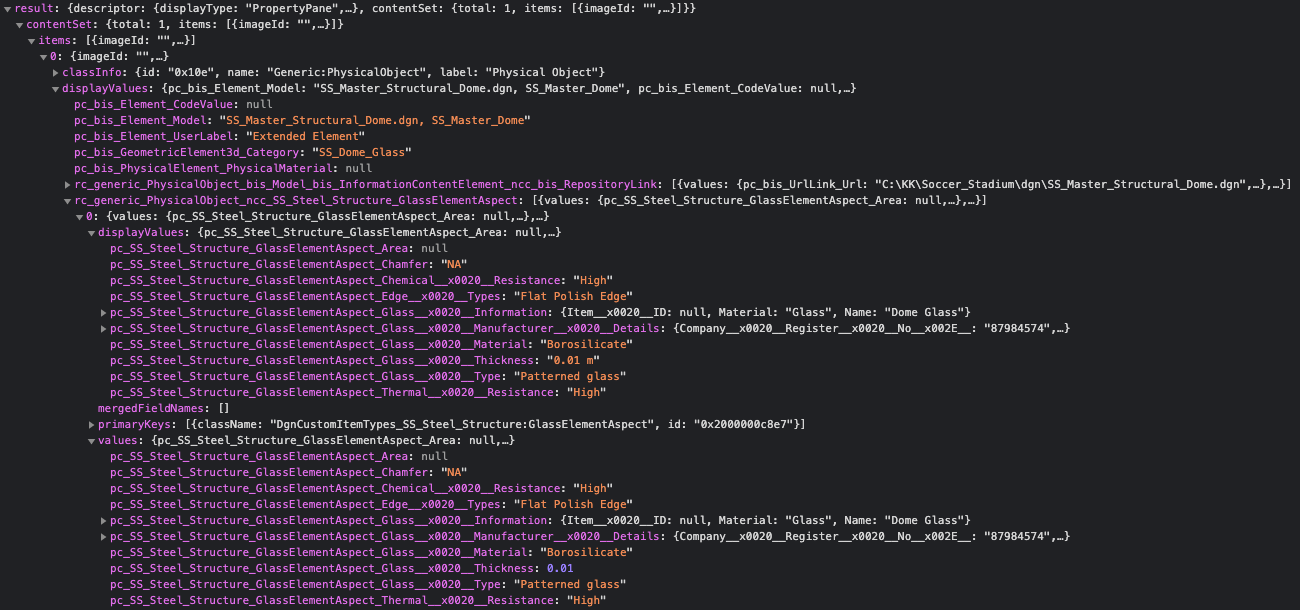 result: {descriptor: {displayType: "PropertyPane",…}, contentSet: {total: 1, items: [{imageId: "",…}]}}
contentSet: {total: 1, items: [{imageId: "",…}]}
items: [{imageId: "",…}]
0: {imageId: "",…}
classInfo: {id: "0x10e", name: "Generic:PhysicalObject", label: "Physical Object"}
displayValues: {pc_bis_Element_Model: "SS_Master_Structural_Dome.dgn, SS_Master_Dome", pc_bis_Element_CodeValue: null,…}
pc_bis_Element_CodeValue: null
pc_bis_Element_Model: "SS_Master_Structural_Dome.dgn, SS_Master_Dome"
pc_bis_Element_UserLabel: "Extended Element"
pc_bis_GeometricElement3d_Category: "SS_Dome_Glass"
pc_bis_PhysicalElement_PhysicalMaterial: null
rc_generic_PhysicalObject_bis_Model_bis_InformationContentElement_ncc_bis_RepositoryLink: [{values: {pc_bis_UrlLink_Url: "C:\KK\Soccer_Stadium\dgn\SS_Master_Structural_Dome.dgn",…},…}]
rc_generic_PhysicalObject_ncc_SS_Steel_Structure_GlassElementAspect: [{values: {pc_SS_Steel_Structure_GlassElementAspect_Area: null,…},…}]
0: {values: {pc_SS_Steel_Structure_GlassElementAspect_Area: null,…},…}
displayValues: {pc_SS_Steel_Structure_GlassElementAspect_Area: null,…}
pc_SS_Steel_Structure_GlassElementAspect_Area: null
pc_SS_Steel_Structure_GlassElementAspect_Chamfer: "NA"
pc_SS_Steel_Structure_GlassElementAspect_Chemical__x0020__Resistance: "High"
pc_SS_Steel_Structure_GlassElementAspect_Edge__x0020__Types: "Flat Polish Edge"
pc_SS_Steel_Structure_GlassElementAspect_Glass__x0020__Information: {Item__x0020__ID: null, Material: "Glass", Name: "Dome Glass"}
pc_SS_Steel_Structure_GlassElementAspect_Glass__x0020__Manufacturer__x0020__Details: {Company__x0020__Register__x0020__No__x002E__: "87984574",…}
pc_SS_Steel_Structure_GlassElementAspect_Glass__x0020__Material: "Borosilicate"
pc_SS_Steel_Structure_GlassElementAspect_Glass__x0020__Thickness: "0.01 m"
pc_SS_Steel_Structure_GlassElementAspect_Glass__x0020__Type: "Patterned glass"
pc_SS_Steel_Structure_GlassElementAspect_Thermal__x0020__Resistance: "High"
mergedFieldNames: []
primaryKeys: [{className: "DgnCustomItemTypes_SS_Steel_Structure:GlassElementAspect", id: "0x2000000c8e7"}]
values: {pc_SS_Steel_Structure_GlassElementAspect_Area: null,…}
pc_SS_Steel_Structure_GlassElementAspect_Area: null
pc_SS_Steel_Structure_GlassElementAspect_Chamfer: "NA"
pc_SS_Steel_Structure_GlassElementAspect_Chemical__x0020__Resistance: "High"
pc_SS_Steel_Structure_GlassElementAspect_Edge__x0020__Types: "Flat Polish Edge"
pc_SS_Steel_Structure_GlassElementAspect_Glass__x0020__Information: {Item__x0020__ID: null, Material: "Glass", Name: "Dome Glass"}
pc_SS_Steel_Structure_GlassElementAspect_Glass__x0020__Manufacturer__x0020__Details: {Company__x0020__Register__x0020__No__x002E__: "87984574",…}
pc_SS_Steel_Structure_GlassElementAspect_Glass__x0020__Material: "Borosilicate"
pc_SS_Steel_Structure_GlassElementAspect_Glass__x0020__Thickness: 0.01
pc_SS_Steel_Structure_GlassElementAspect_Glass__x0020__Type: "Patterned glass"
pc_SS_Steel_Structure_GlassElementAspect_Thermal__x0020__Resistance: "High"